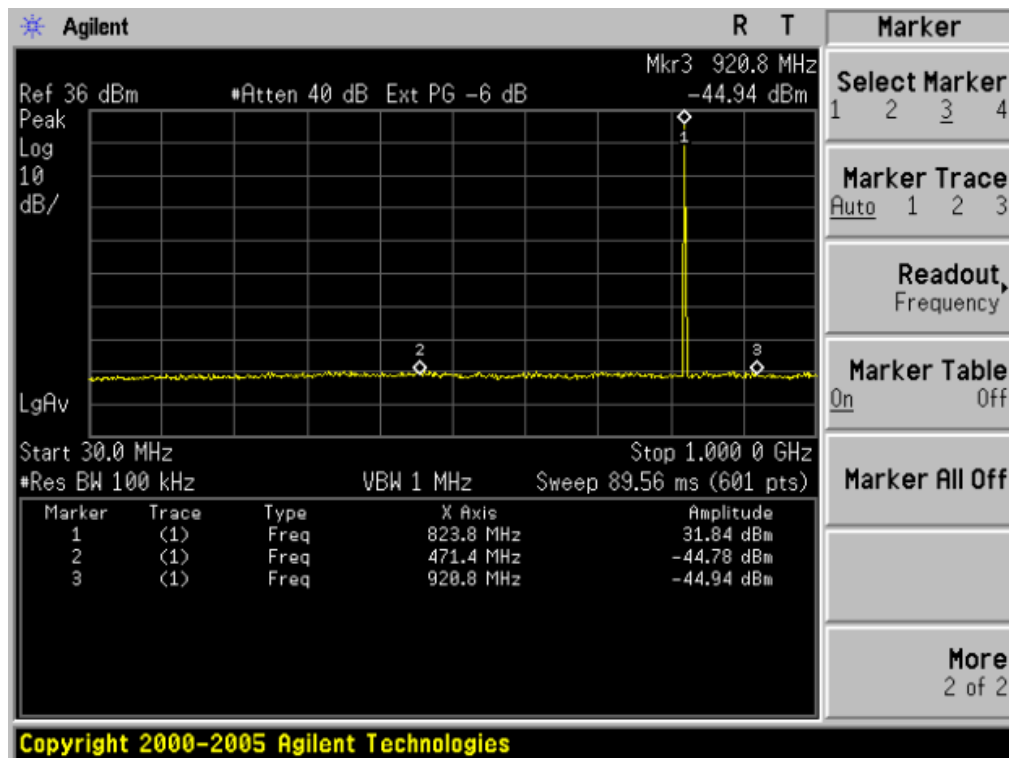 Agilent R T
Mkr3 920.8 MHz
Ref 36 dBm #Atten 40 dB Ext PG -6 dB -44.94 dBm
Peak
Log
10
dB/
1
2
3
LgAv
Start 30.0 MHz Stop 1.000 0 GHz
#Res BW 100 kHz VBW 1 MHz Sweep 89.56 ms (601 pts)
Marker Trace Type X Axis Amplitude
1 (1) Freq 823.8 MHz 31.84 dBm
2 (1) Freq 471.4 MHz -44.78 dBm
3 (1) Freq 920.8 MHz -44.94 dBm
Marker
Select Marker
1 2 3 4
Marker Trace
Auto 1 2 3
Readout
Frequency
Marker Table
On Off
Marker All Off
More
2 of 2
Copyright 2000-2005 Agilent Technologies